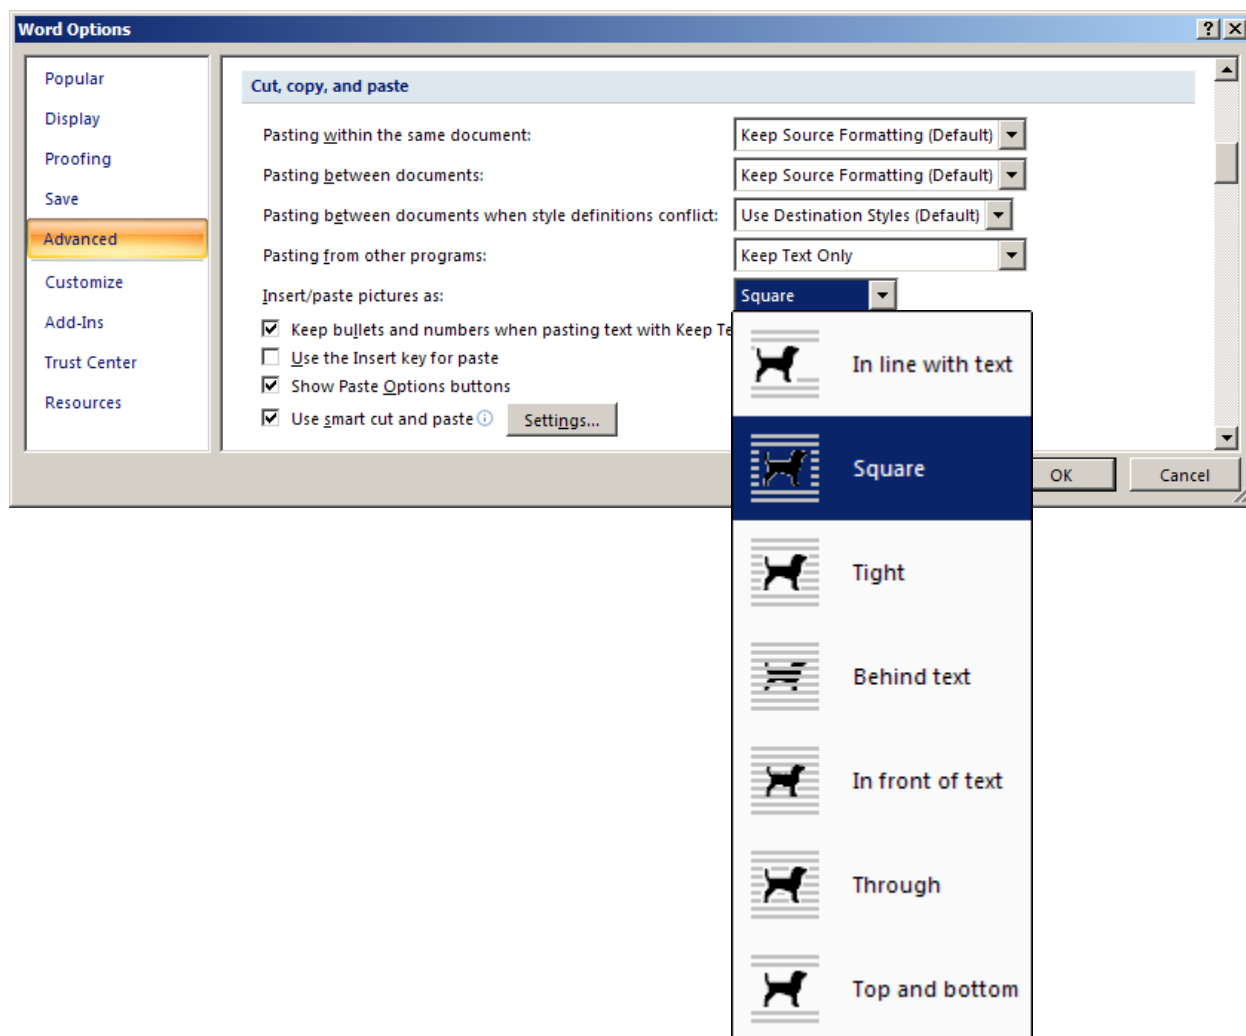 Word Options
Popular
Display
Proofing
Save
Advanced
Customize
Add-Ins
Trust Center
Resources
Cut, copy, and paste
Pasting within the same document: Keep Source Formatting (Default)
Pasting between documents: Keep Source Formatting (Default)
Pasting between documents when style definitions conflict: Use Destination Styles (Default)
Pasting from other programs: Keep Text Only
Insert/paste pictures as: Square
Keep bullets and numbers when pasting text with Keep Te
Use the Insert key for paste
Show Paste Options buttons
Use smart cut and paste Settings...
In line with text
Square
Tight
Behind text
In front of text
Through
Top and bottom
OK Cancel